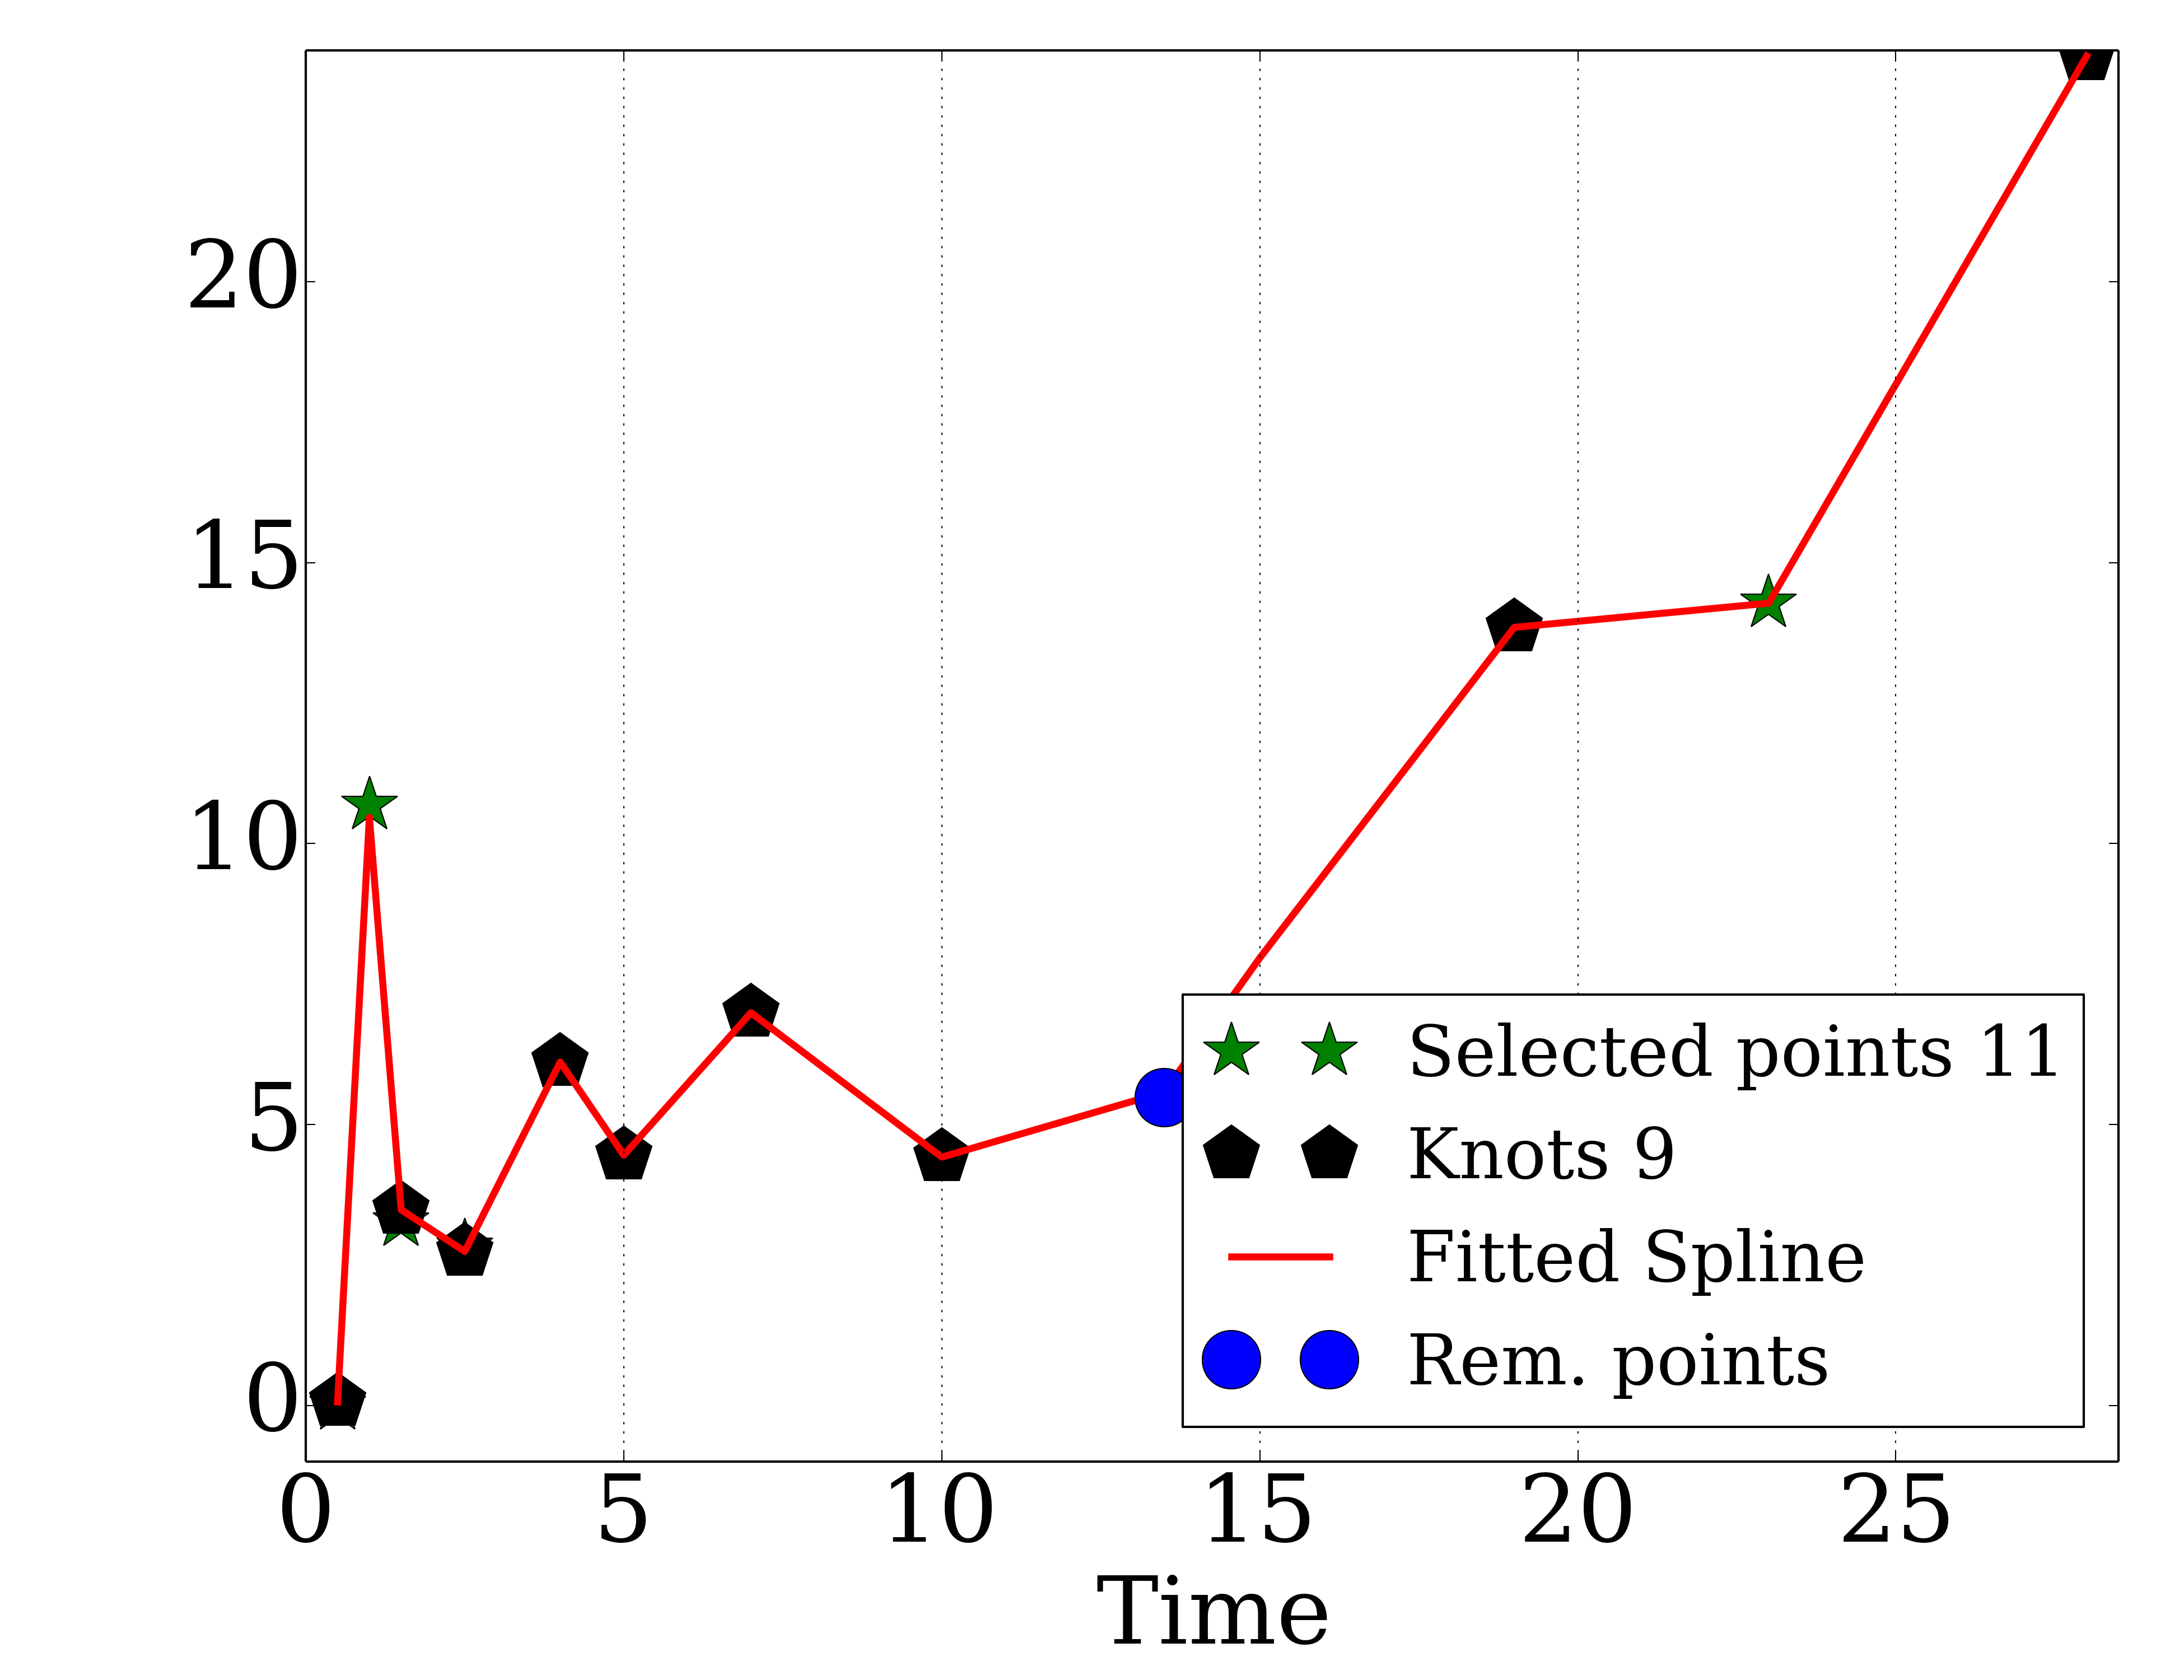 20
15
10
5
0
Selected points 11
Knots 9
Fitted Spline
Rem. points
0 5 10 15 20 25
Time